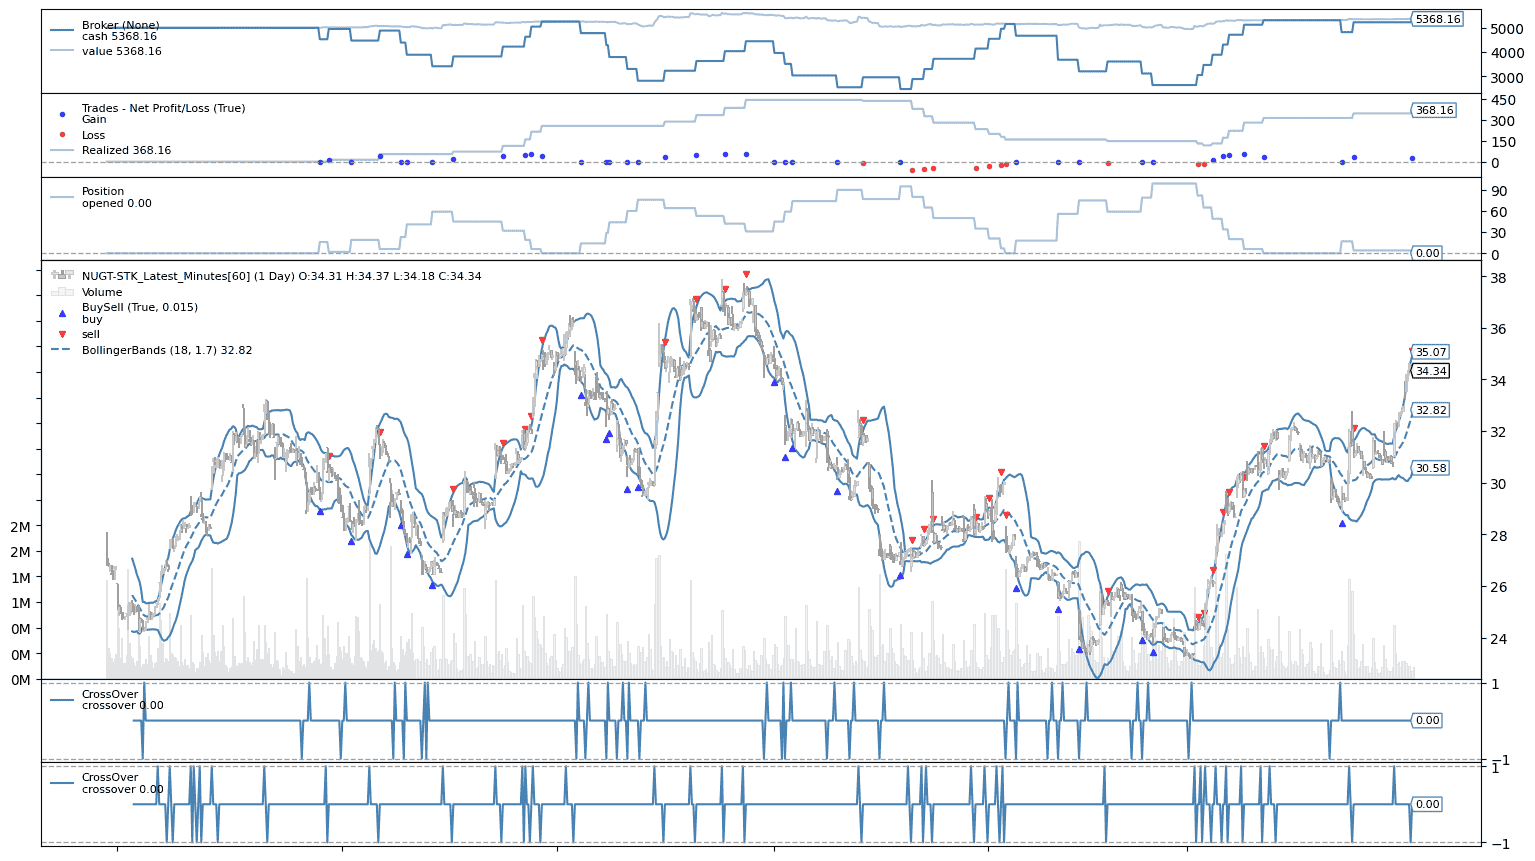 Broker (None)
cash 5368.16
value 5368.16
5368.16
5000
4000
3000
Trades - Net Profit/Loss (True)
Gain
Loss
Realized 368.16
368.16
450
300
150
0
Position
opened 0.00
0.00
90
60
30
0
NUGT-STK_Latest_Minutes[60] (1 Day) O:34.31 H:34.37 L:34.18 C:34.34
Volume
BuySell (True, 0.015)
buy
sell
BollingerBands (18, 1.7) 32.82
35.07
34.34
32.82
30.58
38
36
34
32
30
28
26
24
2M
2M
1M
1M
0M
0M
0M
CrossOver
crossover 0.00
0.00
1
−1
CrossOver
crossover 0.00
0.00
1
−1